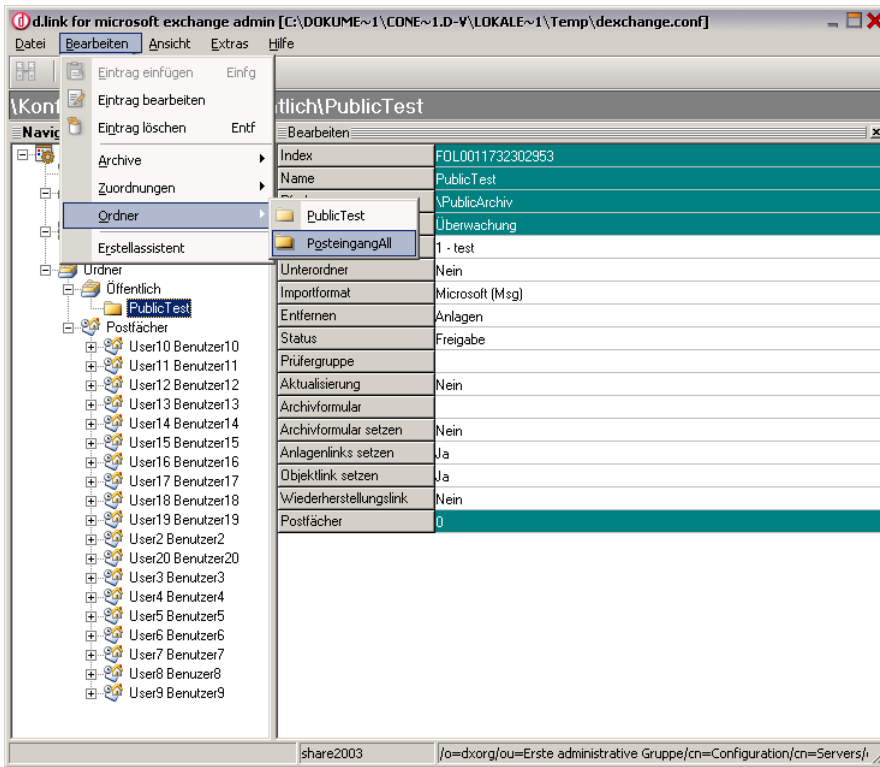 d.link for microsoft exchange admin [C:\DOKUME~1\CONE~1.D-V\LOKALE~1\Temp\dexchange.conf]
Datei Bearbeiten Ansicht Extras Hilfe
Eintrag einfügen Einfg
Eintrag bearbeiten
Eintrag löschen Entf
Archive
Zuordnungen
Ordner
Erstellassistent
PublicTest
PosteingangAll
\Konf
tlich\PublicTest
Navig
Ordner
Öffentlich
PublicTest
Postfächer
User10 Benutzer10
User11 Benutzer11
User12 Benutzer12
User13 Benutzer13
User14 Benutzer14
User15 Benutzer15
User16 Benutzer16
User17 Benutzer17
User18 Benutzer18
User19 Benutzer19
User2 Benutzer2
User20 Benutzer20
User3 Benutzer3
User4 Benutzer4
User5 Benutzer5
User6 Benutzer6
User7 Benutzer7
User8 Benuzer8
User9 Benutzer9
Bearbeiten
Index FOL0011732302953
Name PublicTest
\PublicArchiv
Überwachung
1 - test
Unterordner Nein
Importformat Microsoft (Msg)
Entfernen Anlagen
Status Freigabe
Prüfergruppe
Aktualisierung Nein
Archivformular
Archivformular setzen Nein
Anlagenlinks setzen Ja
Objektlink setzen Ja
Wiederherstellungslink Nein
Postfächer 0
share2003 /o=dxorg/ou=Erste administrative Gruppe/cn=Configuration/cn=Servers/